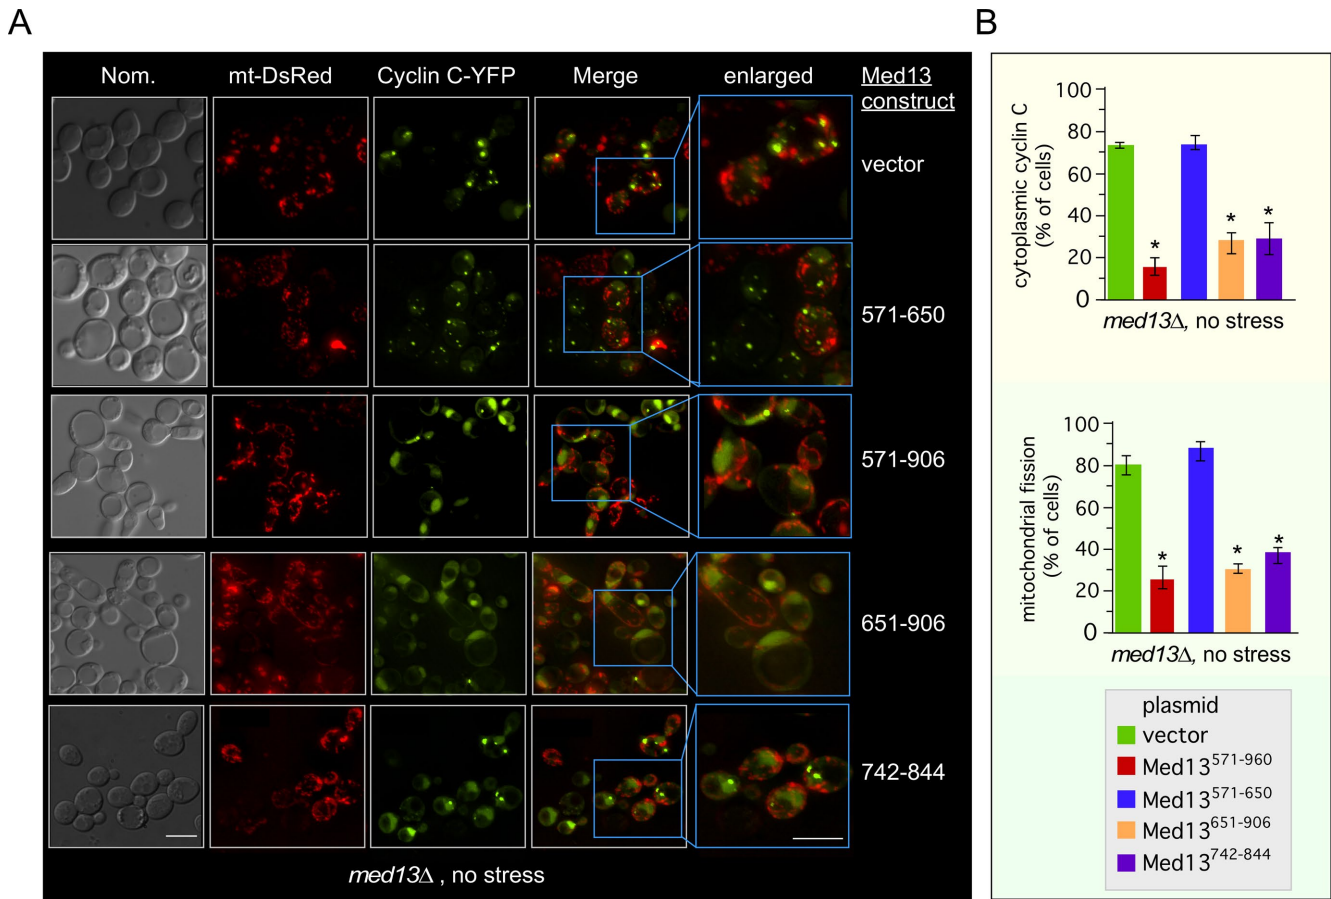 A
B
Nom.
mt-DsRed
Cyclin C-YFP
Merge
enlarged
Med13
construct
vector
571-650
571-906
651-906
742-844
med13Δ , no stress
cytoplasmic cyclin C
(% of cells)
100
80
60
40
20
0
*
*
*
med13Δ, no stress
mitochondrial fission
(% of cells)
100
80
60
40
20
0
*
*
*
med13Δ, no stress
plasmid
vector
Med13571-960
Med13571-650
Med13651-906
Med13742-844